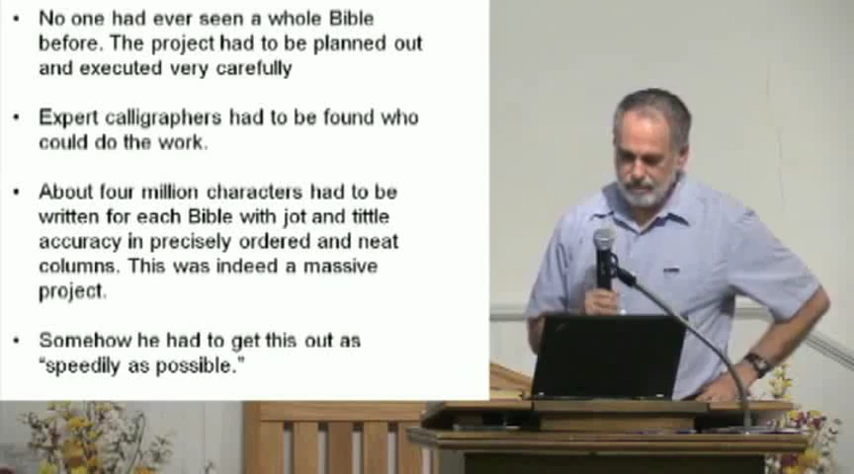 • No one had ever seen a whole Bible
before. The project had to be planned out
and executed very carefully
• Expert calligraphers had to be found who
could do the work.
• About four million characters had to be
written for each Bible with jot and tittle
accuracy in precisely ordered and neat
columns. This was indeed a massive
project.
• Somehow he had to get this out as
“speedily as possible.”